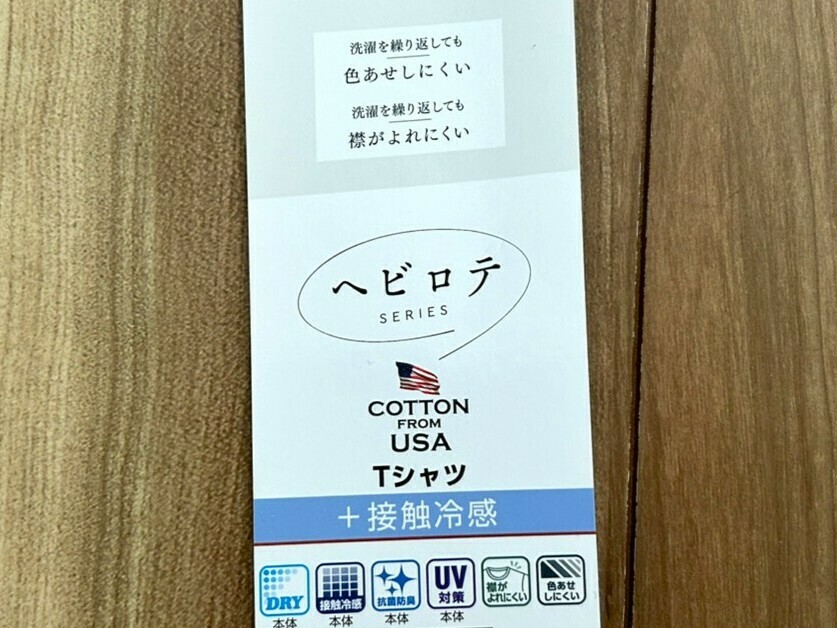 洗濯を繰り返しても
色あせしにくい
洗濯を繰り返しても
襟がよれにくい
ヘビロテ
SERIES
COTTON
FROM
USA
Tシャツ
+接触冷感
DRY
本体
接触冷感
本体
抗菌防臭
本体
UV
対策
本体
襟が
よれにくい
色あせ
しにくい